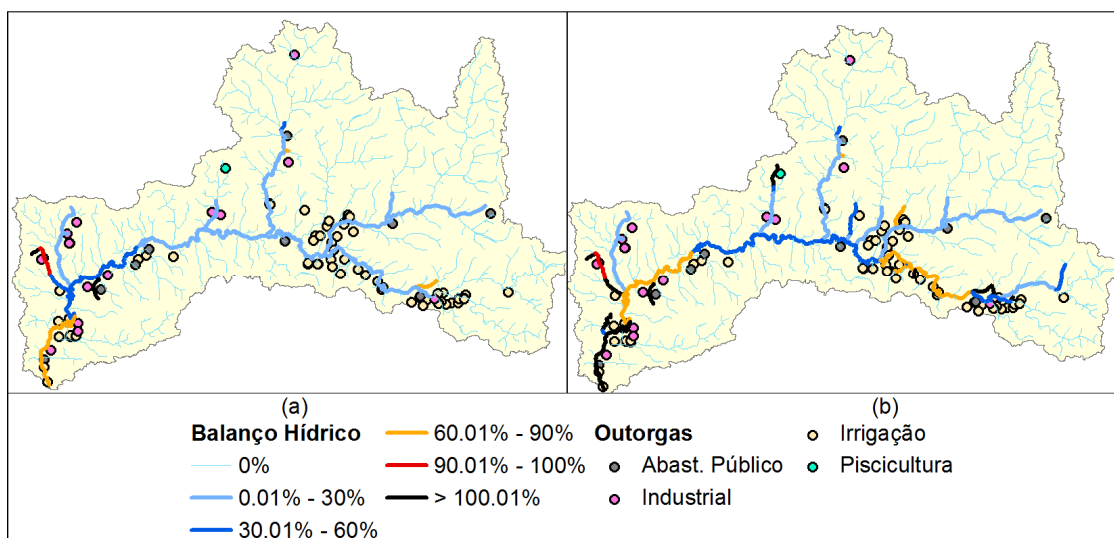 (a) (b)
Balanço Hídrico 60.01% - 90% Outorgas Irrigação
0% 90.01% - 100% Abast. Público Piscicultura
0.01% - 30% > 100.01% Industrial
30.01% - 60%